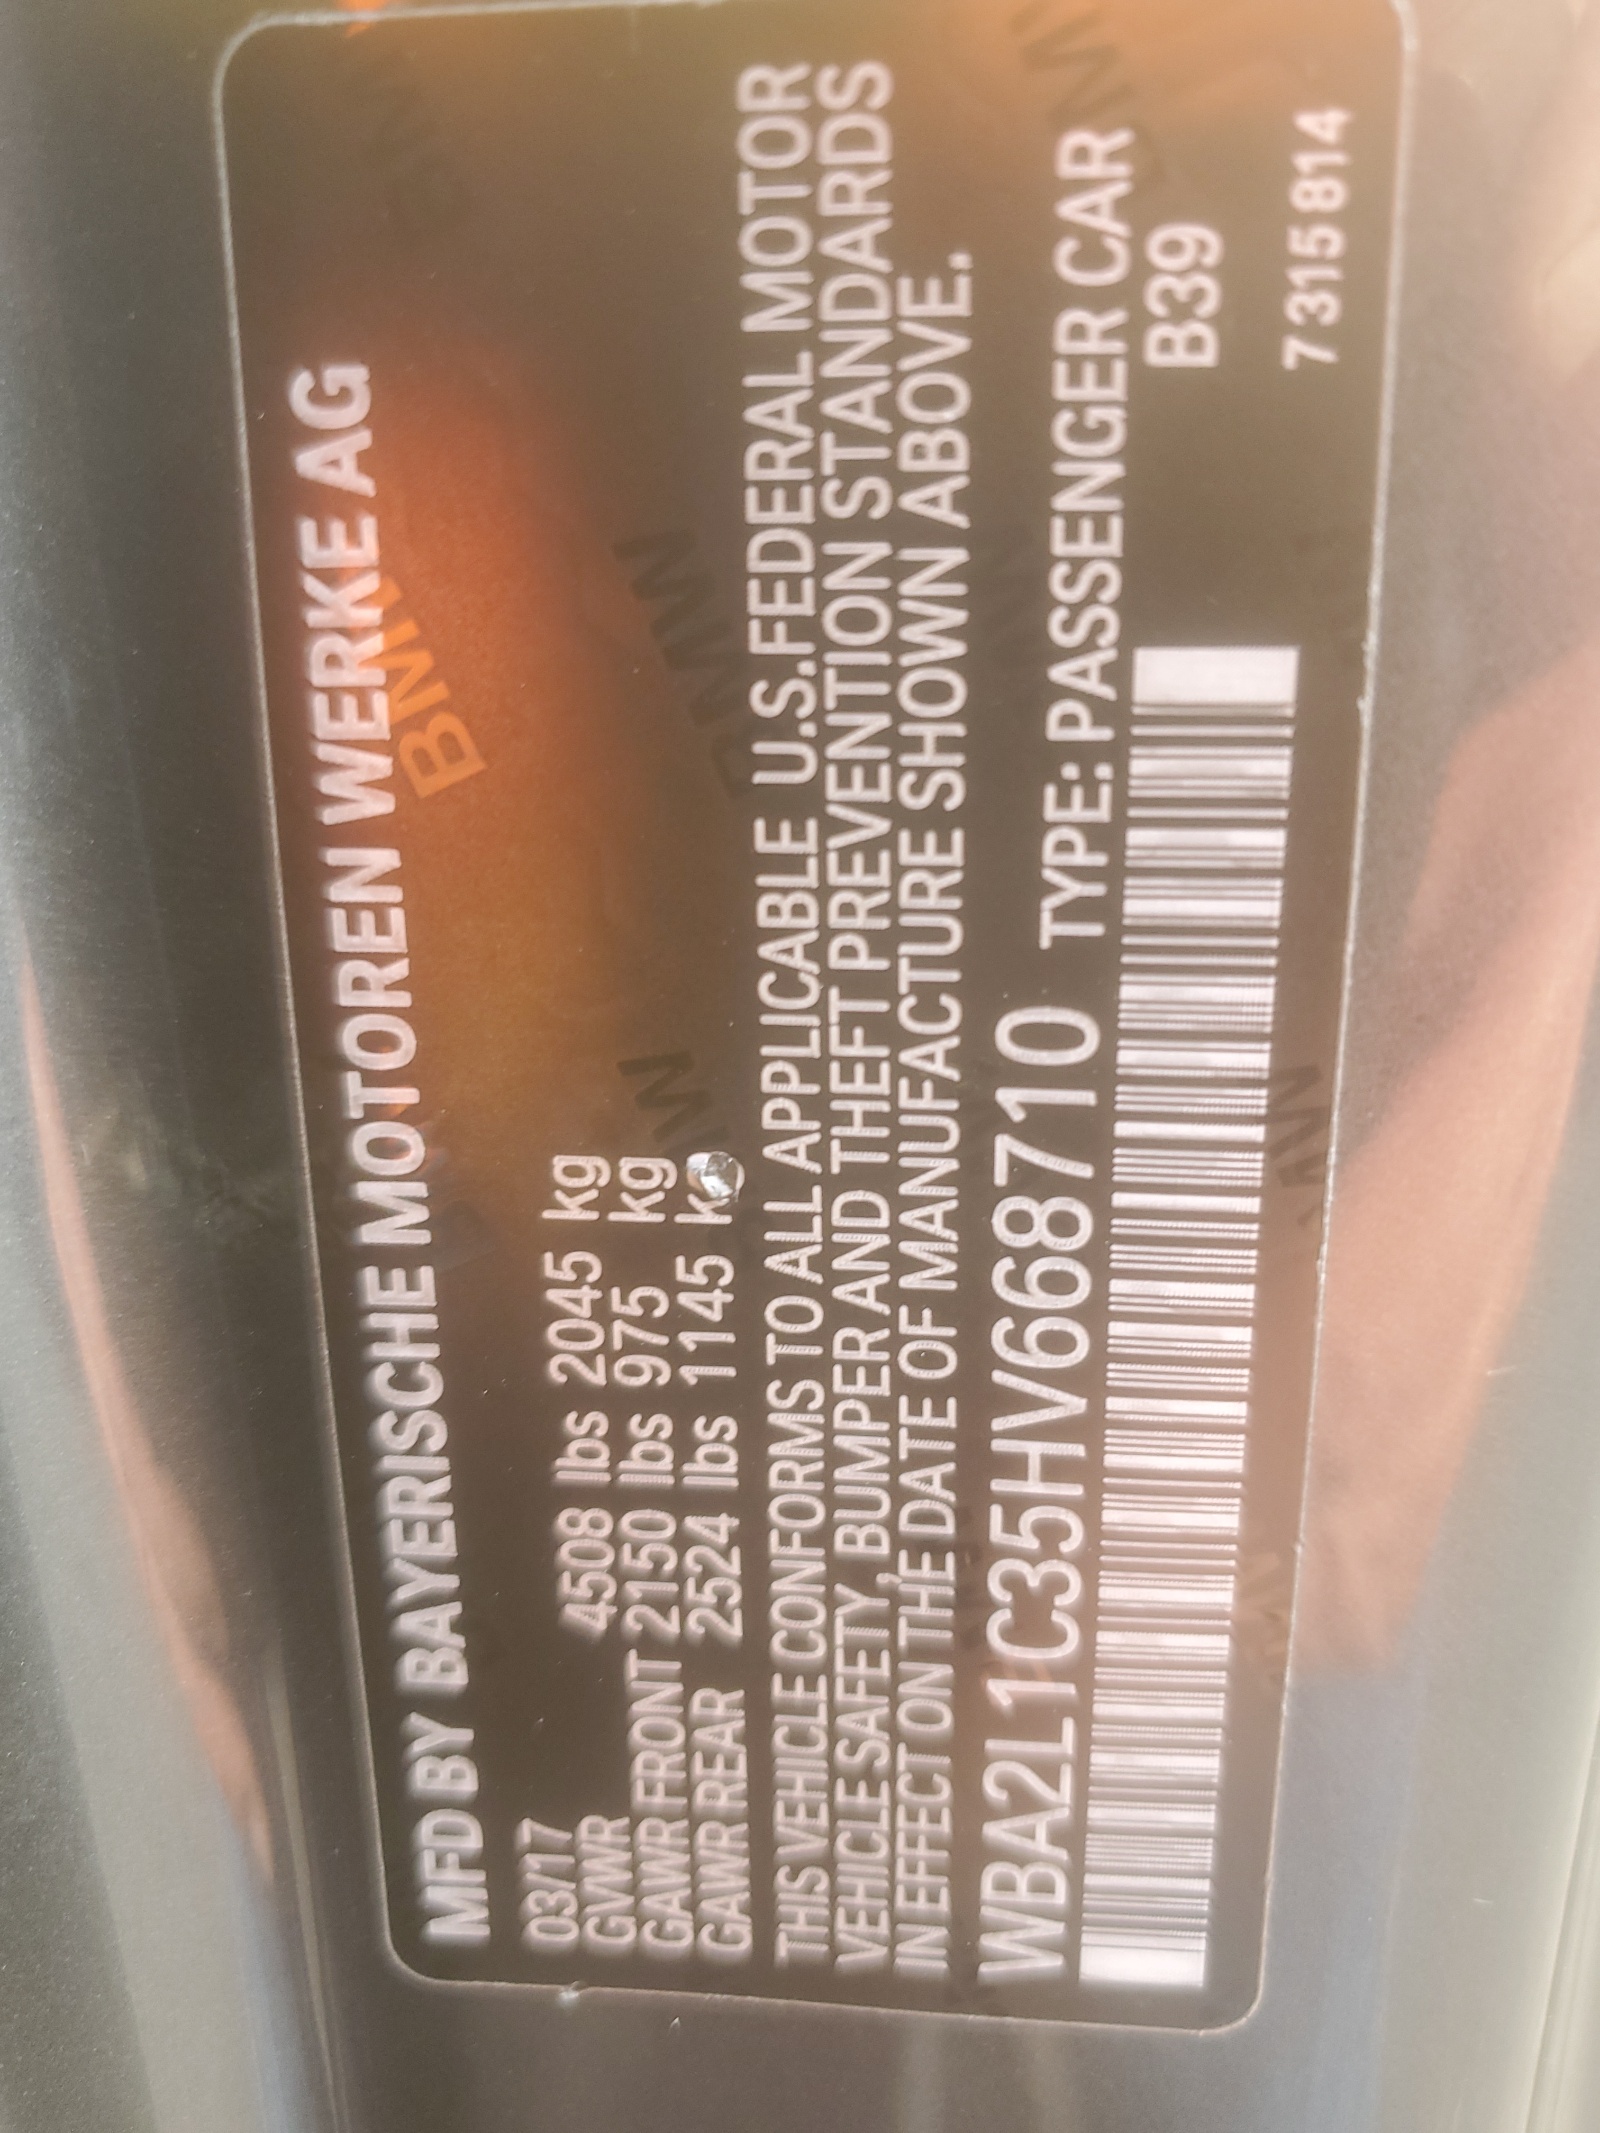 MFD BY BAYERISCHE MOTOREN WERKE AG
BMW
03/17
GVWR 4508 lbs 2045 kg
GAWR FRONT 2150 lbs 975 kg
GAWR REAR 2524 lbs 1145 k
THIS VEHICLE CONFORMS TO ALL APPLICABLE U.S.FEDERAL MOTOR
VEHICLE SAFETY, BUMPER AND THEFT PREVENTION STANDARDS
IN EFFECT ON THE DATE OF MANUFACTURE SHOWN ABOVE.
WBA2L1C35HV668710 TYPE: PASSENGER CAR
B39
7 315 814